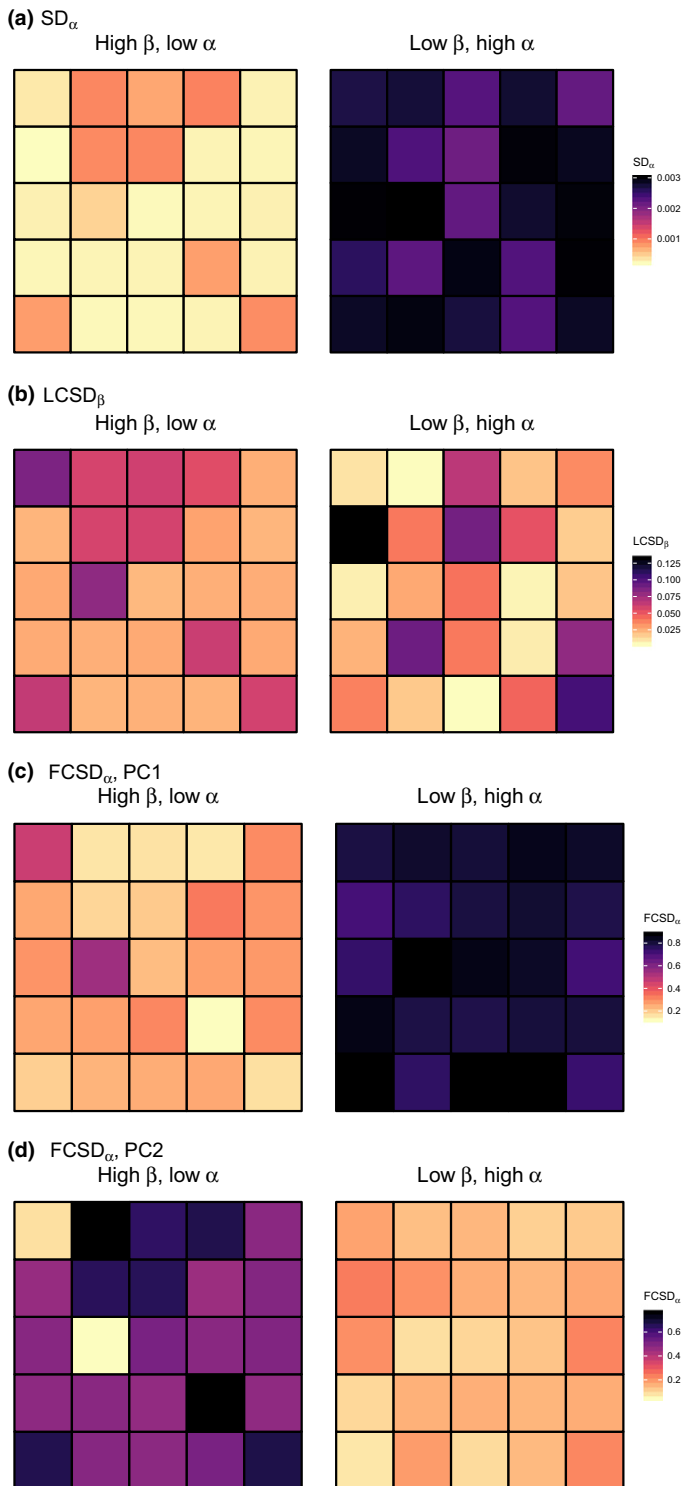 (a) SDα
High β, low α
Low β, high α
SDα
0.003
0.002
0.001
(b) LCSDβ
High β, low α
Low β, high α
LCSDβ
0.125
0.100
0.075
0.050
0.025
(c) FCSDα, PC1
High β, low α
Low β, high α
FCSDα
0.8
0.6
0.4
0.2
(d) FCSDα, PC2
High β, low α
Low β, high α
FCSDα
0.6
0.4
0.2